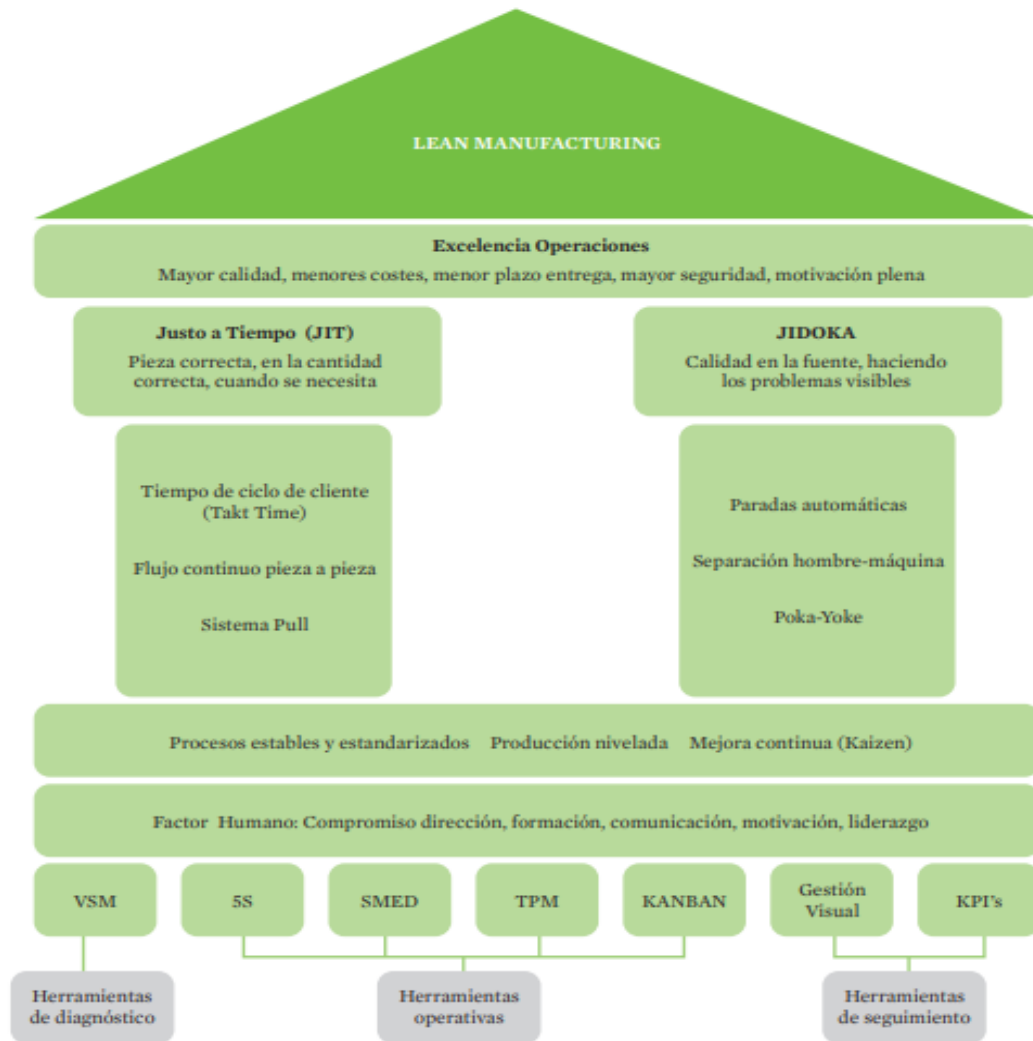 LEAN MANUFACTURING
Excelencia Operaciones
Mayor calidad, menores costes, menor plazo entrega, mayor seguridad, motivación plena
Justo a Tiempo (JIT)
Pieza correcta, en la cantidad
correcta, cuando se necesita
JIDOKA
Calidad en la fuente, haciendo
los problemas visibles
Tiempo de ciclo de cliente
(Takt Time)
Flujo continuo pieza a pieza
Sistema Pull
Paradas automáticas
Separación hombre-máquina
Poka-Yoke
Procesos estables y estandarizados Producción nivelada Mejora continua (Kaizen)
Factor Humano: Compromiso dirección, formación, comunicación, motivación, liderazgo
VSM
5S
SMED
TPM
KANBAN
Gestión
Visual
KPI's
Herramientas
de diagnóstico
Herramientas
operativas
Herramientas
de seguimiento